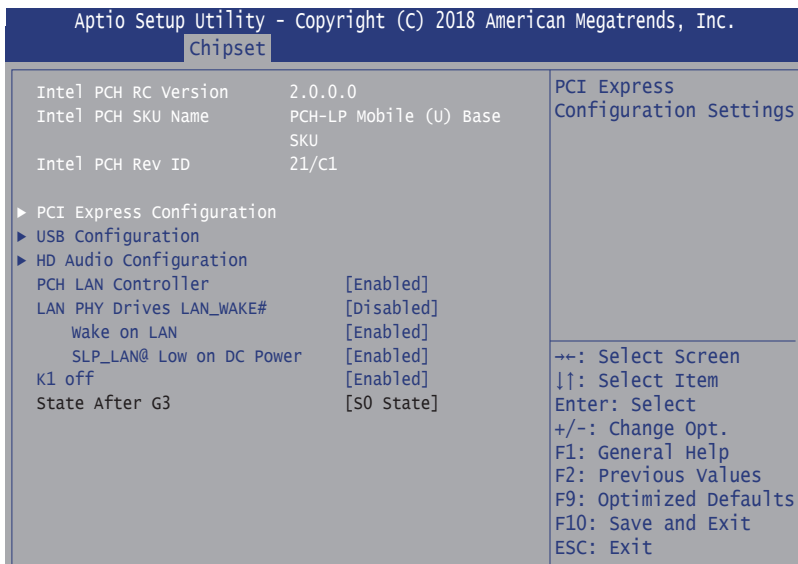 Aptio Setup Utility - Copyright (C) 2018 American Megatrends, Inc.
Chipset
Intel PCH RC Version 2.0.0.0
Intel PCH SKU Name PCH-LP Mobile (U) Base
SKU
Intel PCH Rev ID 21/C1
▶ PCI Express Configuration
▶ USB Configuration
▶ HD Audio Configuration
PCH LAN Controller [Enabled]
LAN PHY Drives LAN_WAKE# [Disabled]
Wake on LAN [Enabled]
SLP_LAN@ Low on DC Power [Enabled]
K1 off [Enabled]
State After G3 [S0 State]
PCI Express
Configuration Settings
→←: Select Screen
↓↑: Select Item
Enter: Select
+/-: Change Opt.
F1: General Help
F2: Previous Values
F9: Optimized Defaults
F10: Save and Exit
ESC: Exit